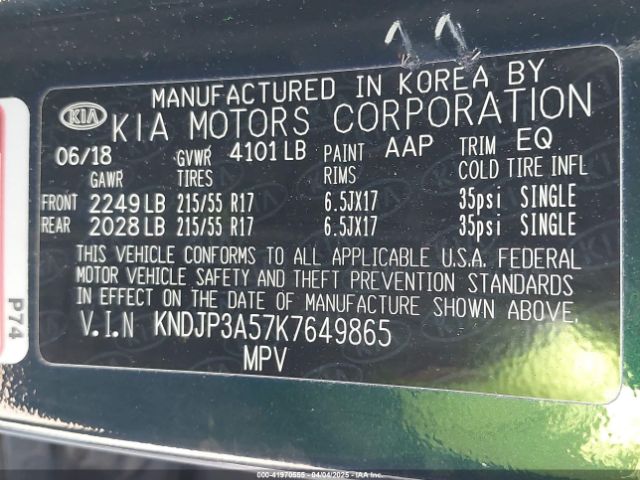 MANUFACTURED IN KOREA BY
KIA KIA MOTORS CORPORATION
06/18 GVWR 4101 LB PAINT AAP TRIM EQ
GAWR TIRES RIMS COLD TIRE INFL
FRONT 2249 LB 215/55 R17 6.5JX17 35psi SINGLE
REAR 2028 LB 215/55 R17 6.5JX17 35psi SINGLE
THIS VEHICLE CONFORMS TO ALL APPLICABLE U.S.A. FEDERAL
MOTOR VEHICLE SAFETY AND THEFT PREVENTION STANDARDS
IN EFFECT ON THE DATE OF MANUFACTURE SHOWN ABOVE.
V.I.N KNDJP3A57K7649865
MPV
P74
000-41970555 - 04/04/2025 - IAAI.COM